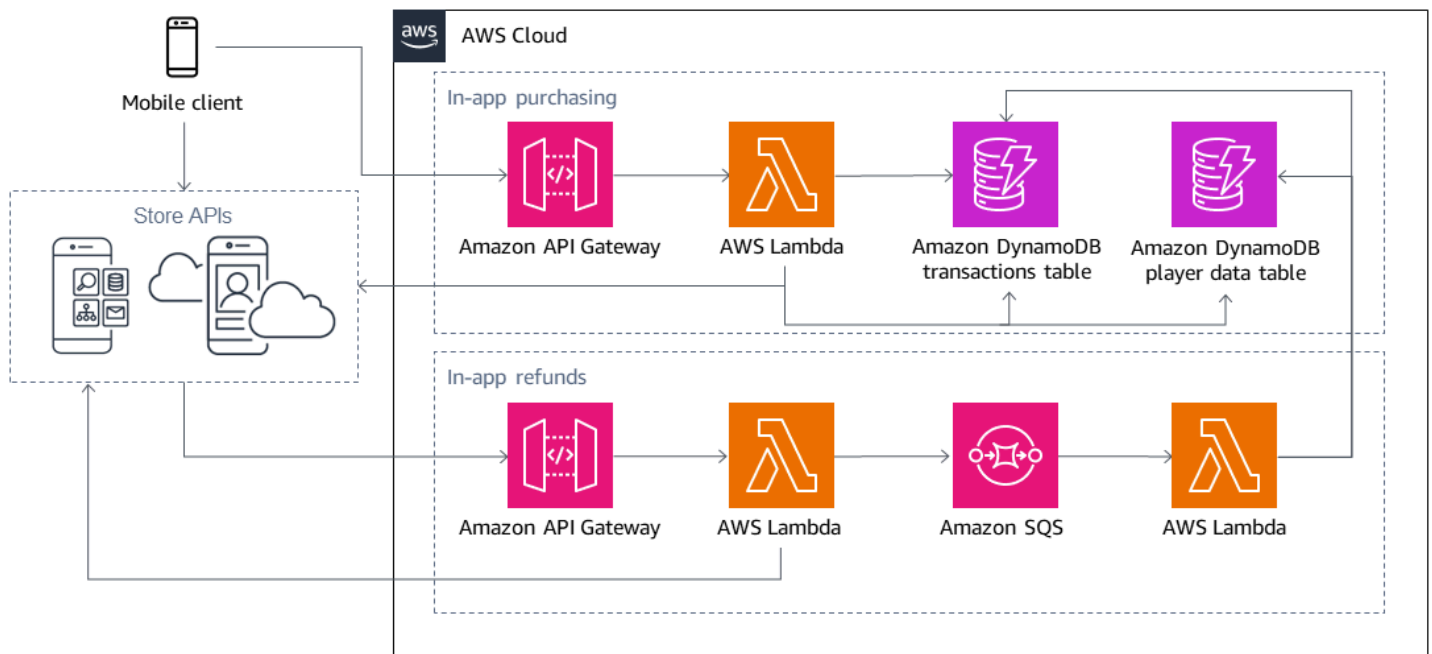 aws
AWS Cloud
Mobile client
In-app purchasing
Amazon API Gateway
AWS Lambda
Amazon DynamoDB
transactions table
Amazon DynamoDB
player data table
Store APIs
In-app refunds
Amazon API Gateway
AWS Lambda
Amazon SQS
AWS Lambda